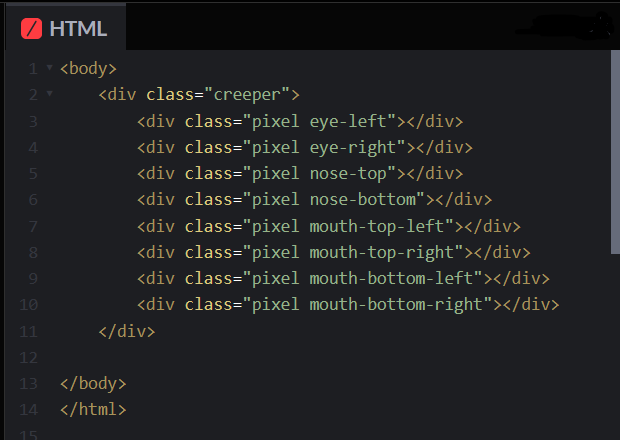 HTML
1 <body>
2 <div class="creeper">
3 <div class="pixel eye-left"></div>
4 <div class="pixel eye-right"></div>
5 <div class="pixel nose-top"></div>
6 <div class="pixel nose-bottom"></div>
7 <div class="pixel mouth-top-left"></div>
8 <div class="pixel mouth-top-right"></div>
9 <div class="pixel mouth-bottom-left"></div>
10 <div class="pixel mouth-bottom-right"></div>
11 </div>
12
13 </body>
14 </html>
15